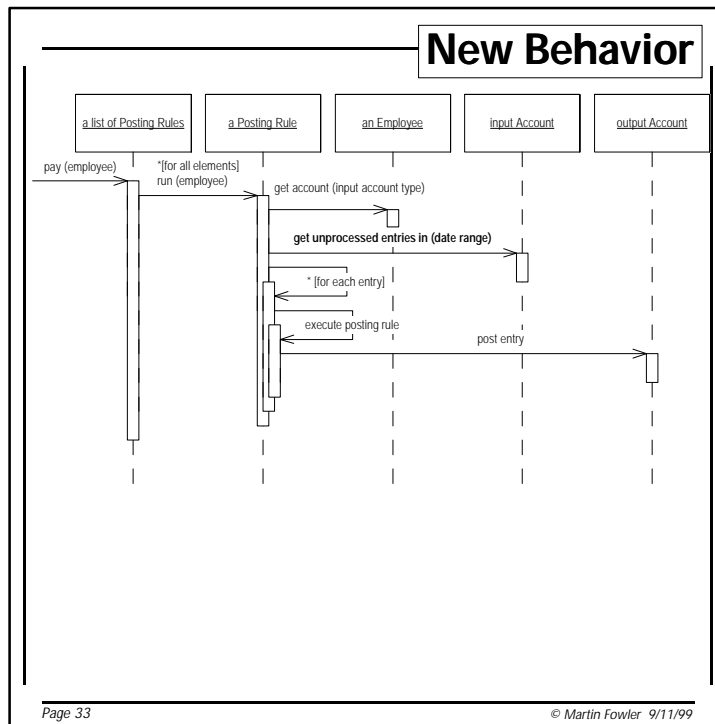 New Behavior
a list of Posting Rules
a Posting Rule
an Employee
input Account
output Account
pay (employee)
*[for all elements]
run (employee)
get account (input account type)
get unprocessed entries in (date range)
* [for each entry]
execute posting rule
post entry
Page 33
© Martin Fowler 9/11/99